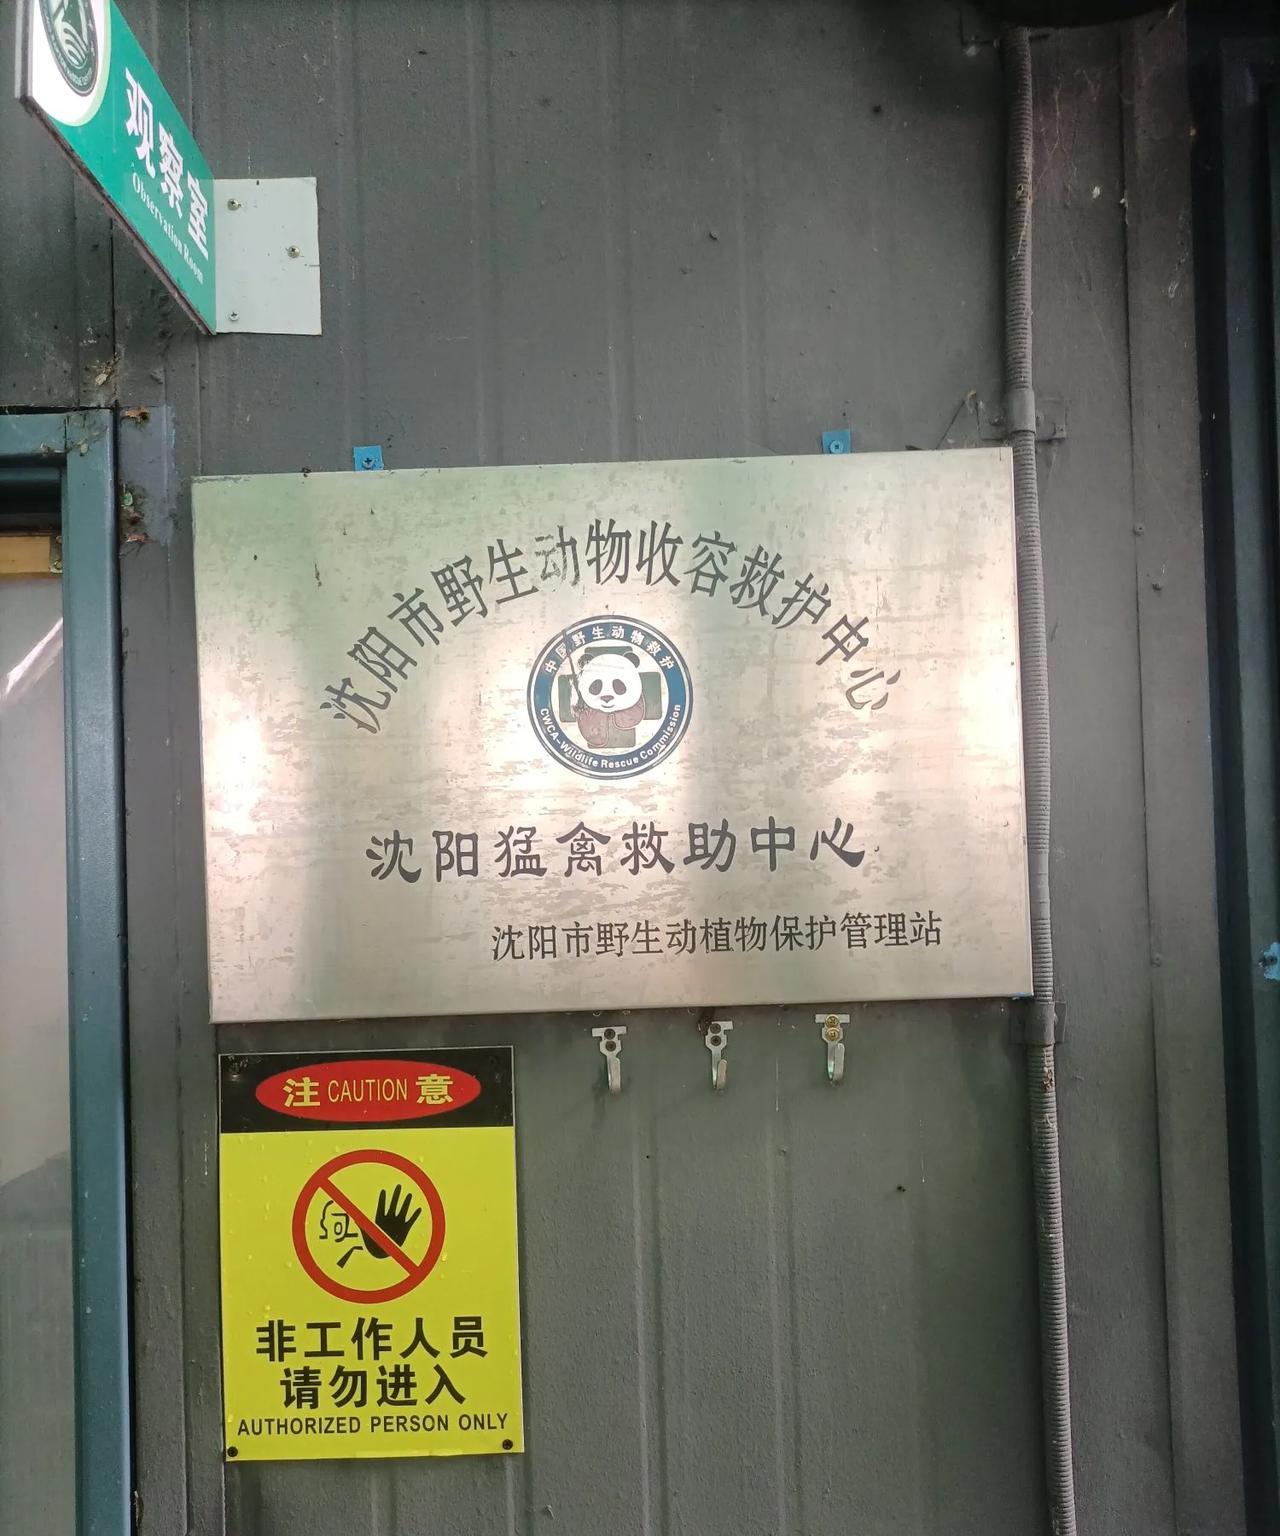 观察室
Observation Room
沈阳市野生动物收容救护中心
中国野生动物救护
CWCA-Wildlife Rescue Commission
沈阳猛禽救助中心
沈阳市野生动植物保护管理站
注 CAUTION 意
非工作人员
请勿进入
AUTHORIZED PERSON ONLY